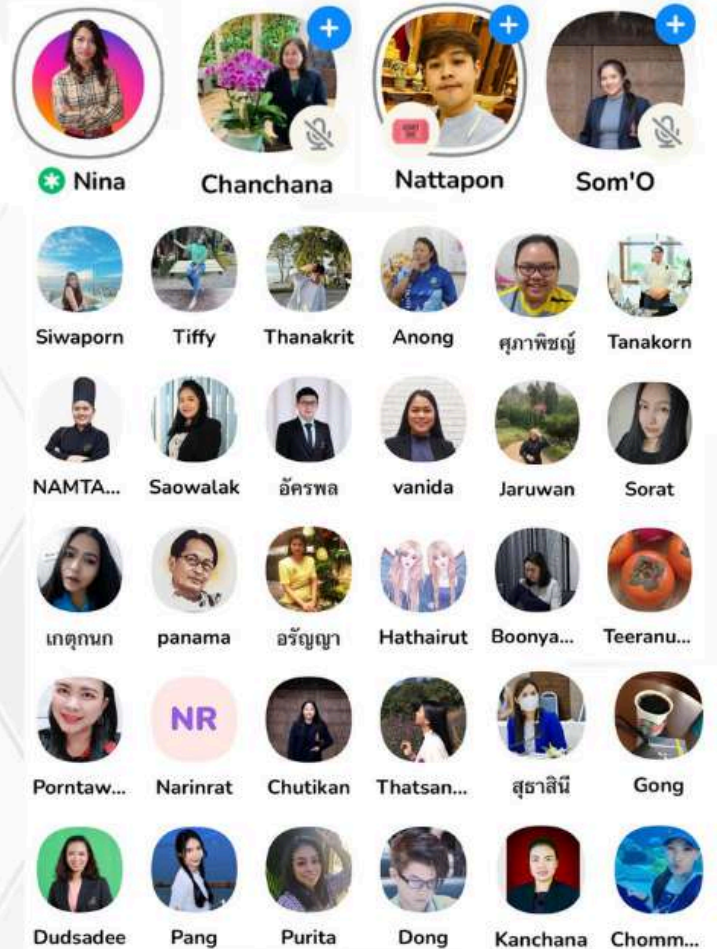 Nina
Chanchana
Nattapon
Som'O
Siwaporn
Tiffy
Thanakrit
Anong
ศุภาพิชญ์
Tanakorn
NAMTA...
Saowalak
อัครพล
vanida
Jaruwan
Sorat
เกตุกนก
panama
อรัญญา
Hathairut
Boonya...
Teeranu...
NR
Porntaw...
Narinrat
Chutikan
Thatsan...
สุธาสินี
Gong
Dudsadee
Pang
Purita
Dong
Kanchana
Chomm...